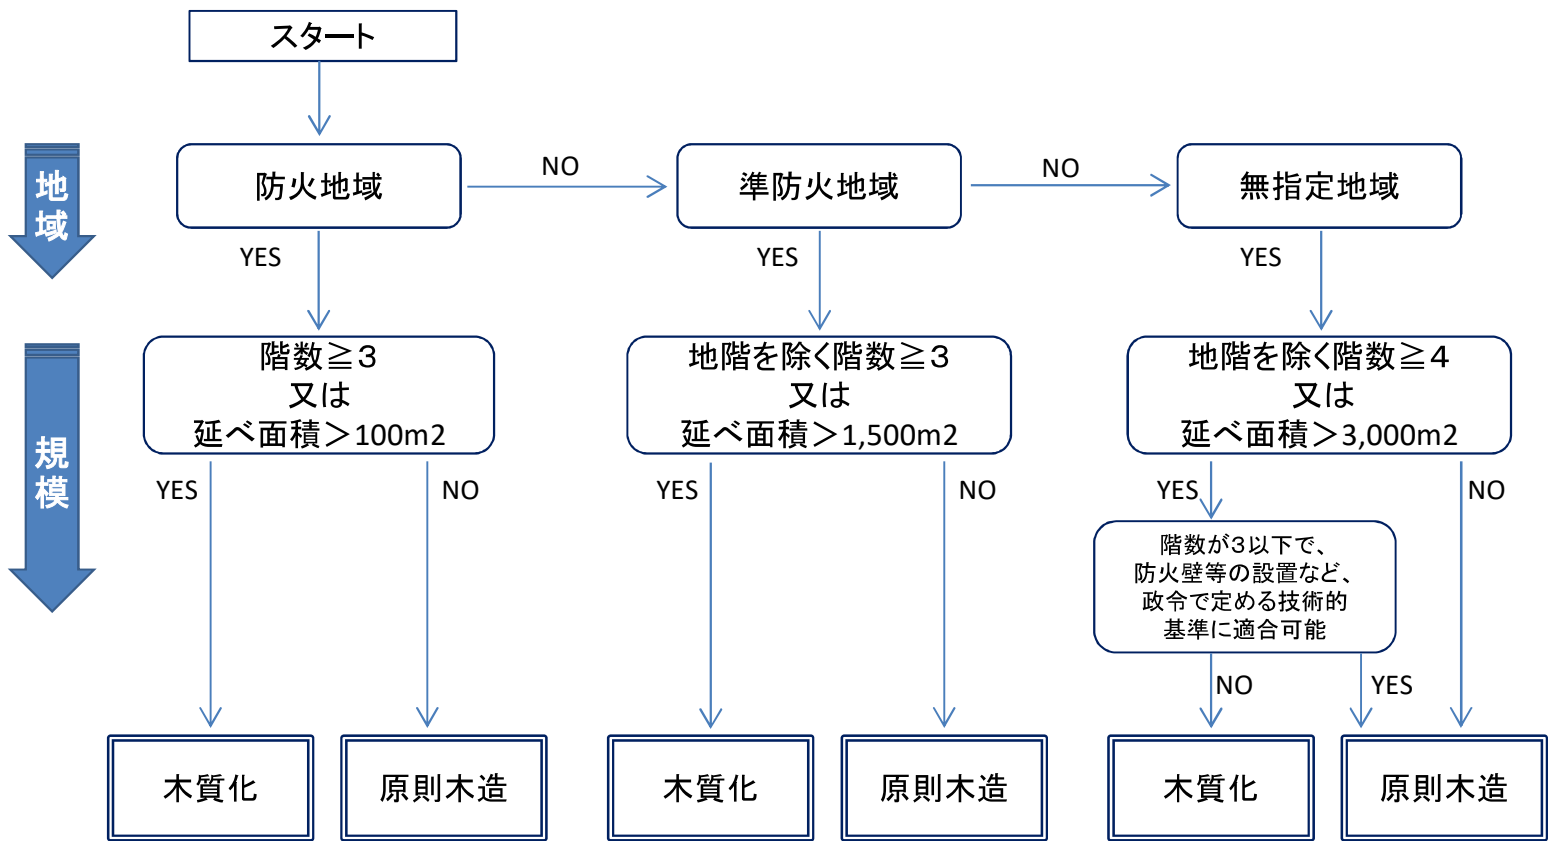 スタート
地域
防火地域
NO
準防火地域
NO
無指定地域
YES
YES
YES
規模
階数≧３
又は
延べ面積＞100m2
地階を除く階数≧３
又は
延べ面積＞1,500m2
地階を除く階数≧４
又は
延べ面積＞3,000m2
YES
NO
YES
NO
YES
NO
階数が３以下で、
防火壁等の設置など、
政令で定める技術的
基準に適合可能
NO
YES
木質化
原則木造
木質化
原則木造
木質化
原則木造